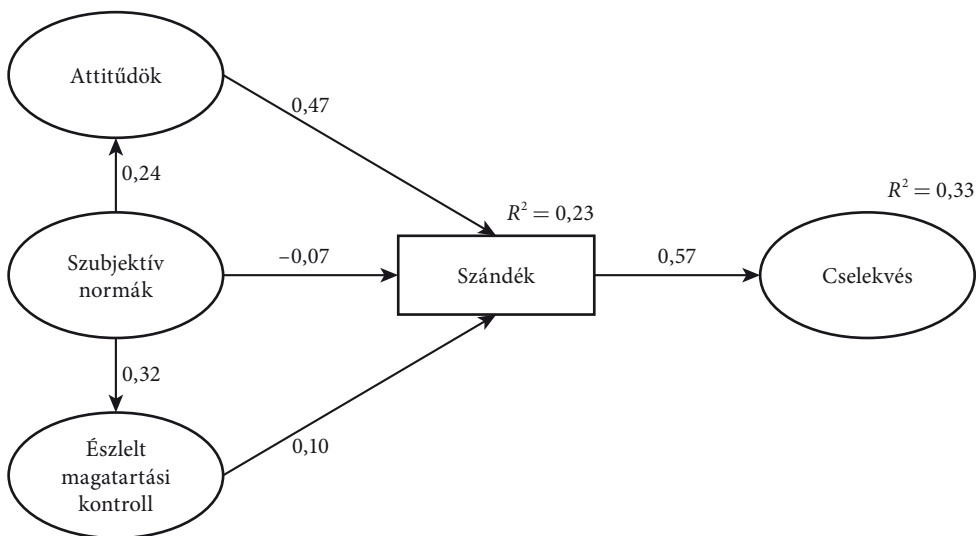 Attitűdök
0,47
0,24
R² = 0,23
R² = 0,33
Szubjektív
normák
–0,07
Szándék
0,57
Cselekvés
0,32
Észlelt
magatartási
kontroll
0,10